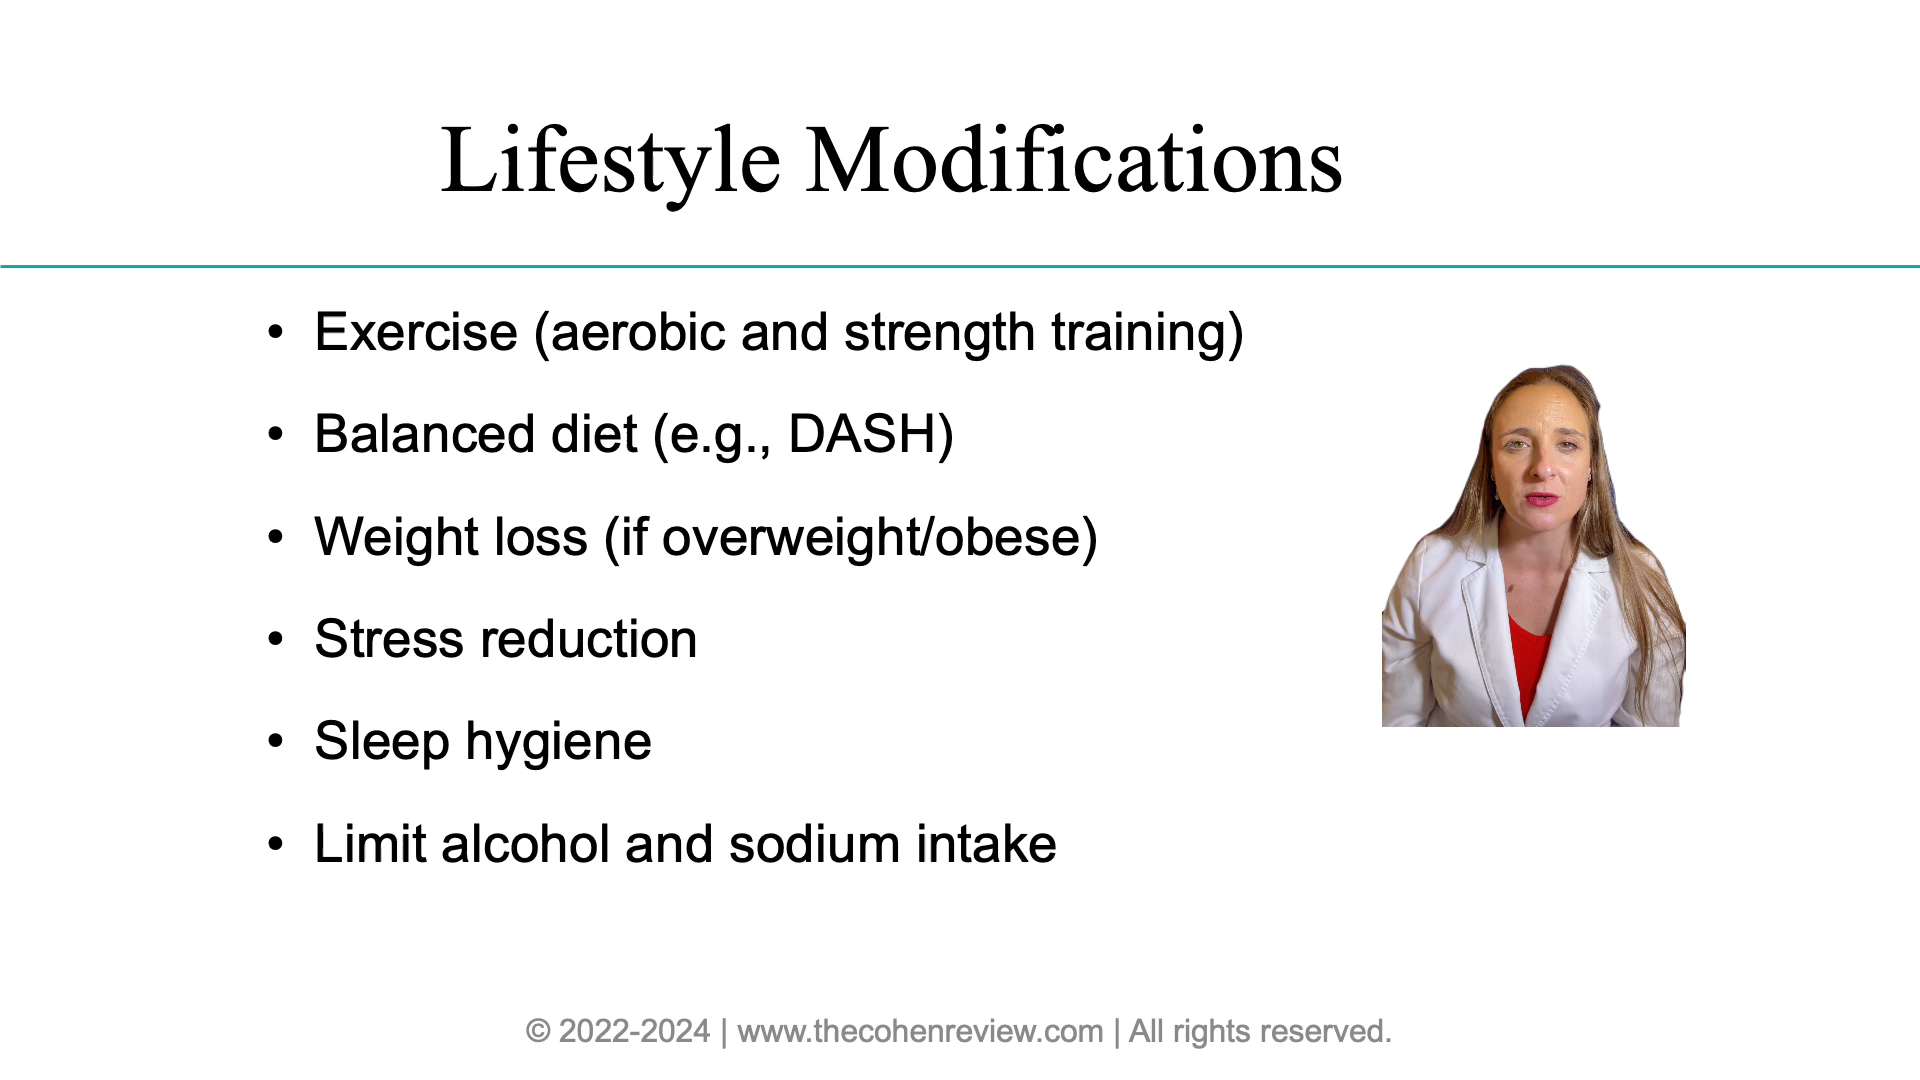 Lifestyle Modifications
• Exercise (aerobic and strength training)
• Balanced diet (e.g., DASH)
• Weight loss (if overweight/obese)
• Stress reduction
• Sleep hygiene
• Limit alcohol and sodium intake
© 2022-2024 | www.thecohenreview.com | All rights reserved.